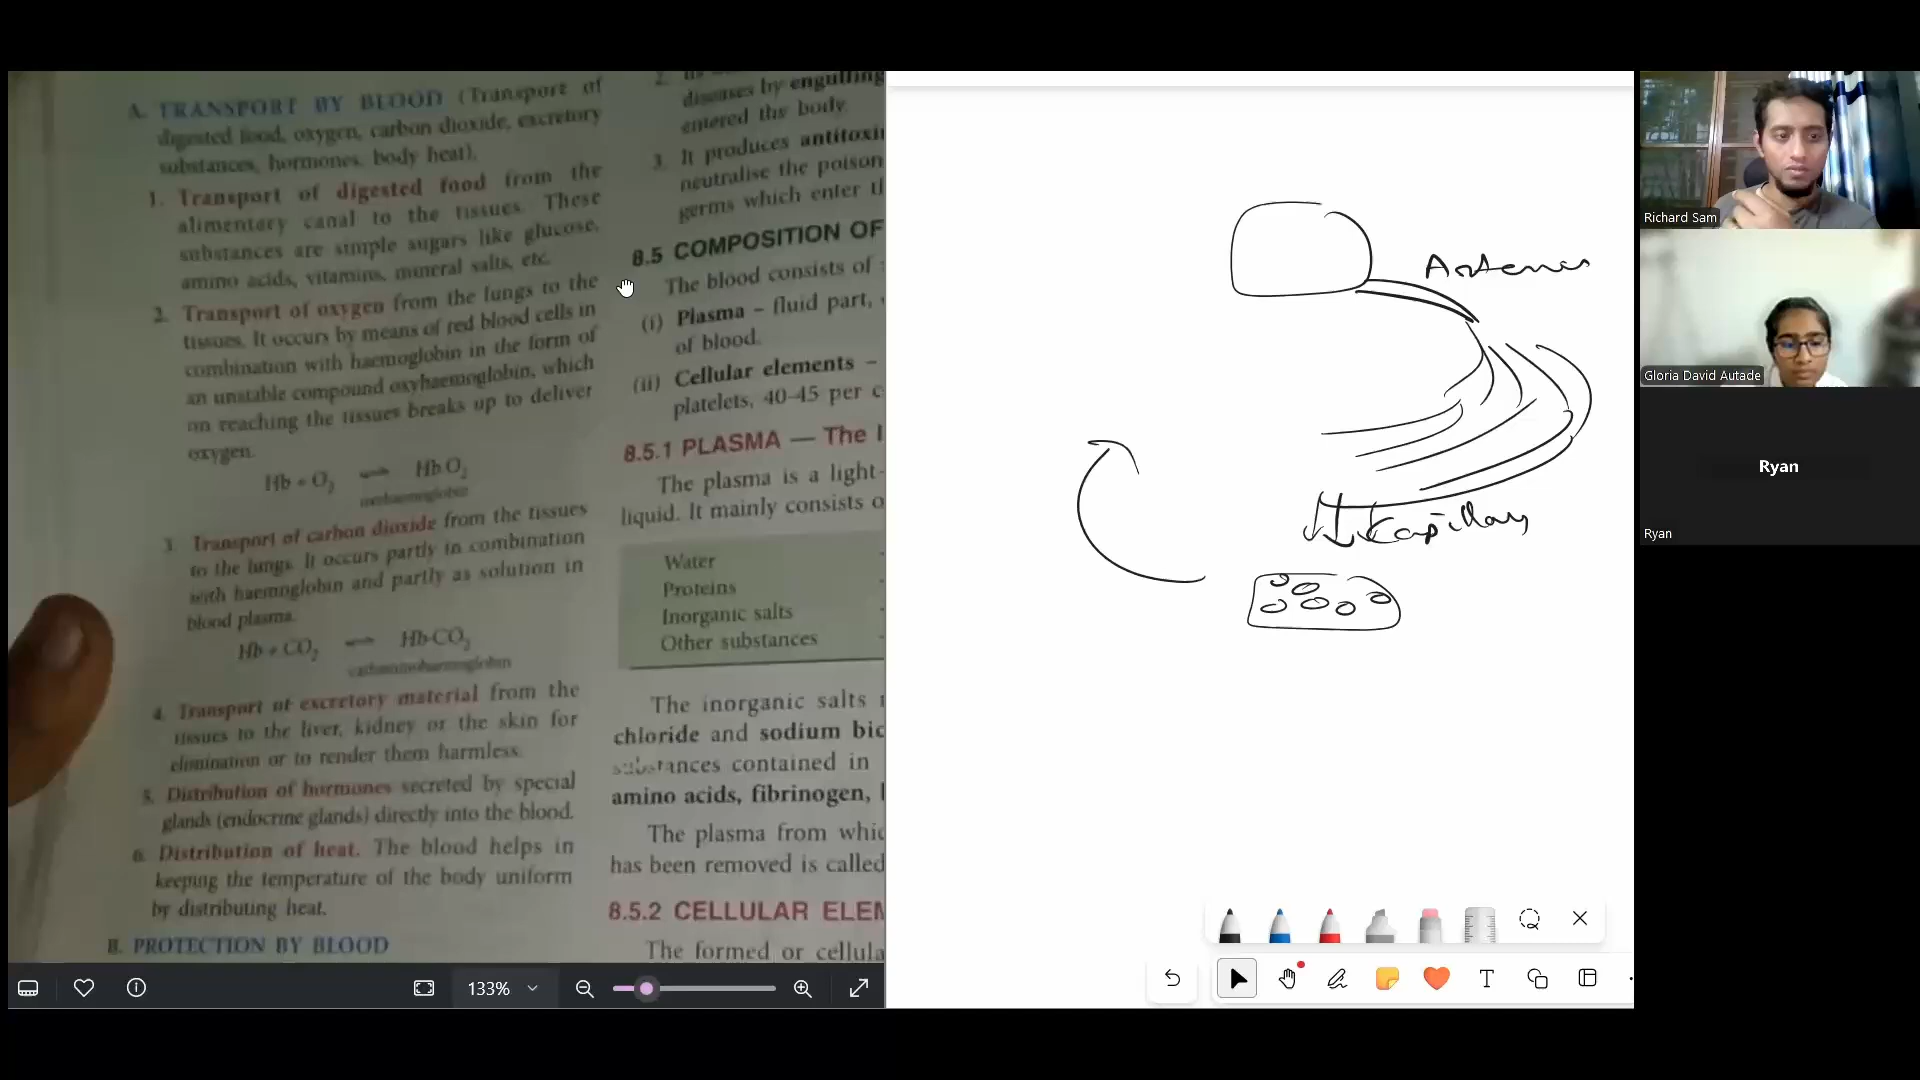 A. TRANSPORT BY BLOOD (Transport of
digested food, oxygen, carbon dioxide, excretory
substances, hormones, body heat).
1. Transport of digested food from the
alimentary canal to the tissues. These
substances are simple sugars like glucose,
amino acids, vitamins, mineral salts, etc.
2. Transport of oxygen from the lungs to the
tissues. It occurs by means of red blood cells in
combination with haemoglobin in the form of
an unstable compound oxyhaemoglobin, which
on reaching the tissues breaks up to deliver
oxygen.
Hb + O₂ ⇌ Hb.O₂
oxyhaemoglobin
3. Transport of carbon dioxide from the tissues
to the lungs. It occurs partly in combination
with haemoglobin and partly as solution in
blood plasma.
Hb + CO₂ ⇌ Hb·CO₂
carbaminohaemoglobin
4. Transport of excretory material from the
tissues to the liver, kidney or the skin for
elimination or to render them harmless.
5. Distribution of hormones secreted by special
glands (endocrine glands) directly into the blood.
6. Distribution of heat. The blood helps in
keeping the temperature of the body uniform
by distributing heat.
B. PROTECTION BY BLOOD
2.
diseases by engulfing
entered the body.
3. It produces antitoxi
neutralise the poison
germs which enter t
8.5 COMPOSITION OF
The blood consists of
(i) Plasma – fluid part,
of blood.
(ii) Cellular elements –
platelets, 40-45 per c
8.5.1 PLASMA — The l
The plasma is a light-
liquid. It mainly consists o
Water
Proteins
Inorganic salts
Other substances
The inorganic salts
chloride and sodium bic
substances contained in
amino acids, fibrinogen,
The plasma from whic
has been removed is called
8.5.2 CELLULAR ELEM
The formed or cellula
133%
Capillary
T
Richard Sam
Gloria David Autade
Ryan
Ryan